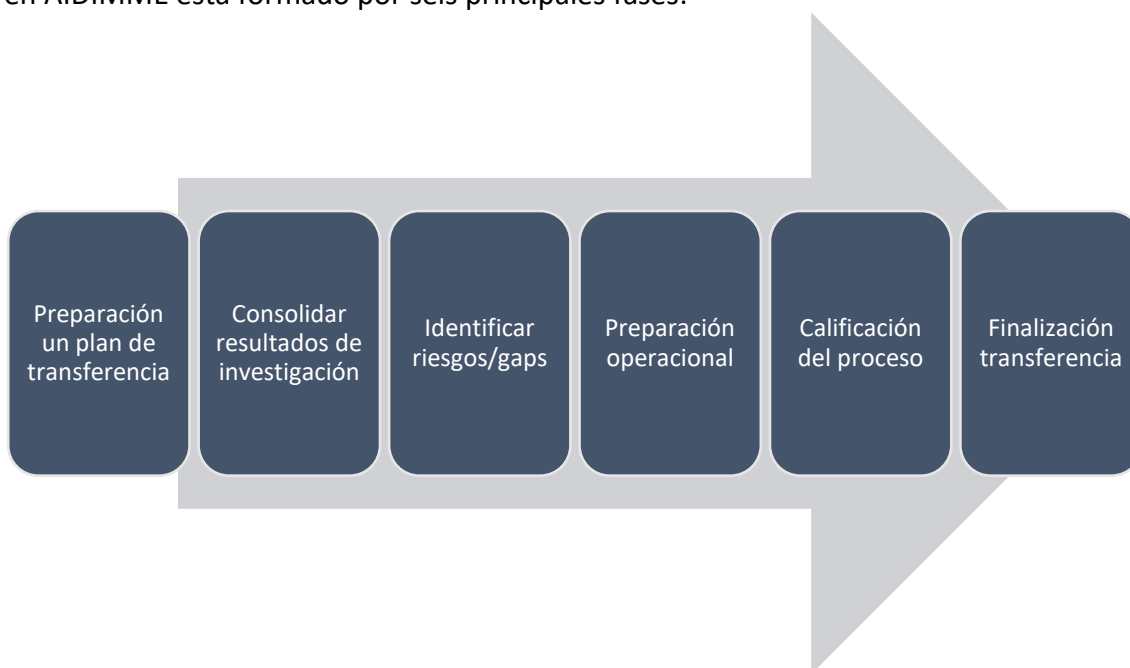 en AIDIMME está formado por seis principales fases:
Preparación
un plan de
transferencia
Consolidar
resultados de
investigación
Identificar
riesgos/gaps
Preparación
operacional
Calificación
del proceso
Finalización
transferencia